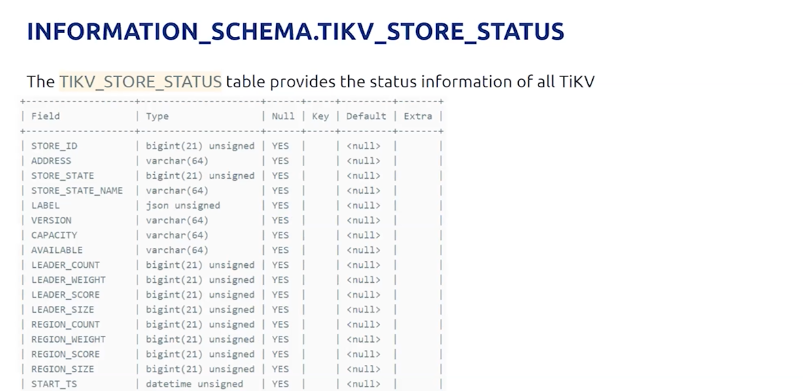 INFORMATION_SCHEMA.TIKV_STORE_STATUS
The TIKV_STORE_STATUS table provides the status information of all TiKV
+--------------------+---------------------+------+-----+---------+-------+
| Field | Type | Null | Key | Default | Extra |
+--------------------+---------------------+------+-----+---------+-------+
| STORE_ID | bigint(21) unsigned | YES | | <null> | |
| ADDRESS | varchar(64) | YES | | <null> | |
| STORE_STATE | bigint(21) unsigned | YES | | <null> | |
| STORE_STATE_NAME | varchar(64) | YES | | <null> | |
| LABEL | json unsigned | YES | | <null> | |
| VERSION | varchar(64) | YES | | <null> | |
| CAPACITY | varchar(64) | YES | | <null> | |
| AVAILABLE | varchar(64) | YES | | <null> | |
| LEADER_COUNT | bigint(21) unsigned | YES | | <null> | |
| LEADER_WEIGHT | bigint(21) unsigned | YES | | <null> | |
| LEADER_SCORE | bigint(21) unsigned | YES | | <null> | |
| LEADER_SIZE | bigint(21) unsigned | YES | | <null> | |
| REGION_COUNT | bigint(21) unsigned | YES | | <null> | |
| REGION_WEIGHT | bigint(21) unsigned | YES | | <null> | |
| REGION_SCORE | bigint(21) unsigned | YES | | <null> | |
| REGION_SIZE | bigint(21) unsigned | YES | | <null> | |
| START_TS | datetime unsigned | YES | | <null> | |